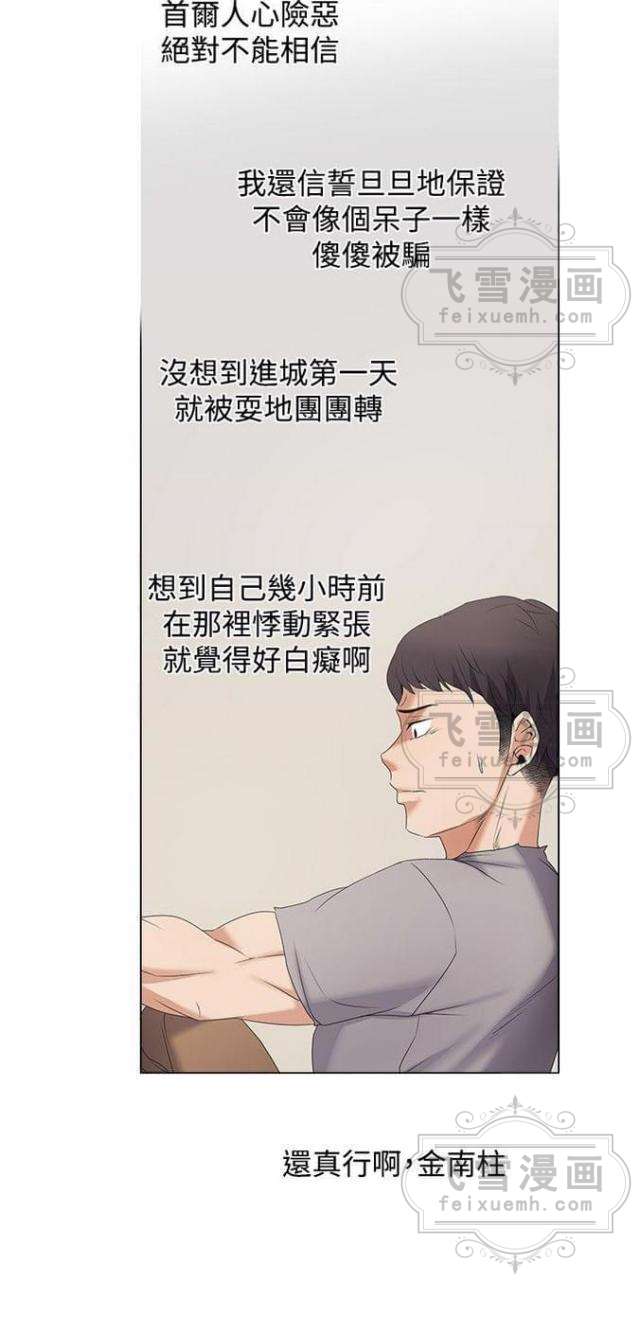 首爾人心險惡
絕對不能相信
我還信誓旦旦地保證
不會像個呆子一樣
傻傻被騙
飞雪漫画
feixuemh.com
沒想到進城第一天
就被耍地團團轉
想到自己幾小時前
在那裡悸動緊張
就覺得好白癡啊
飞雪漫画
feixuemh.com
還真行啊，金南柱
飞雪漫画
feixuemh.com